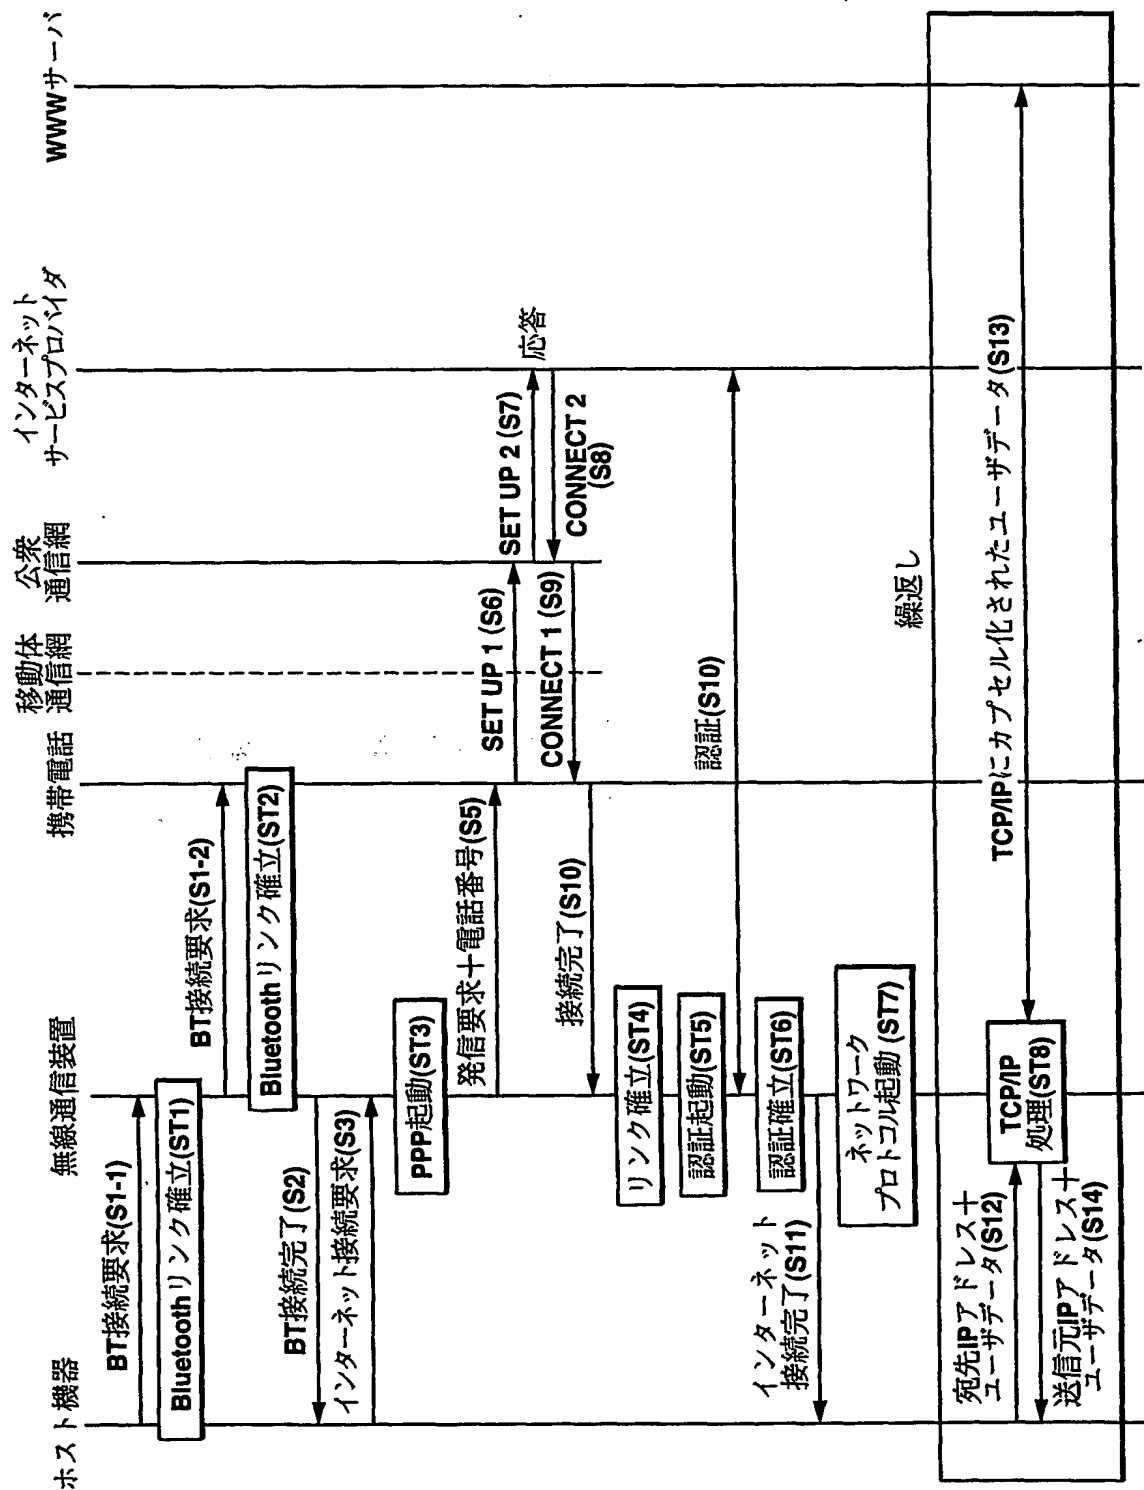 ホスト機器
無線通信装置
携帯電話
移動体
通信網
公衆
通信網
インターネット
サービスプロバイダ
WWWサーバ
BT接続要求(S1-1)
Bluetoothリンク確立(ST1)
BT接続要求(S1-2)
Bluetoothリンク確立(ST2)
BT接続完了(S2)
インターネット接続要求(S3)
PPP起動(ST3)
発信要求+電話番号(S5)
SET UP 1 (S6)
SET UP 2 (S7)
応答
CONNECT 2
(S8)
CONNECT 1 (S9)
接続完了(S10)
リンク確立(ST4)
認証起動(ST5)
認証(S10)
認証確立(ST6)
インターネット
接続完了(S11)
ネットワーク
プロトコル起動(ST7)
繰返し
宛先IPアドレス+
ユーザデータ(S12)
TCP/IP
処理(ST8)
TCP/IPにカプセル化されたユーザデータ(S13)
送信元IPアドレス+
ユーザデータ(S14)